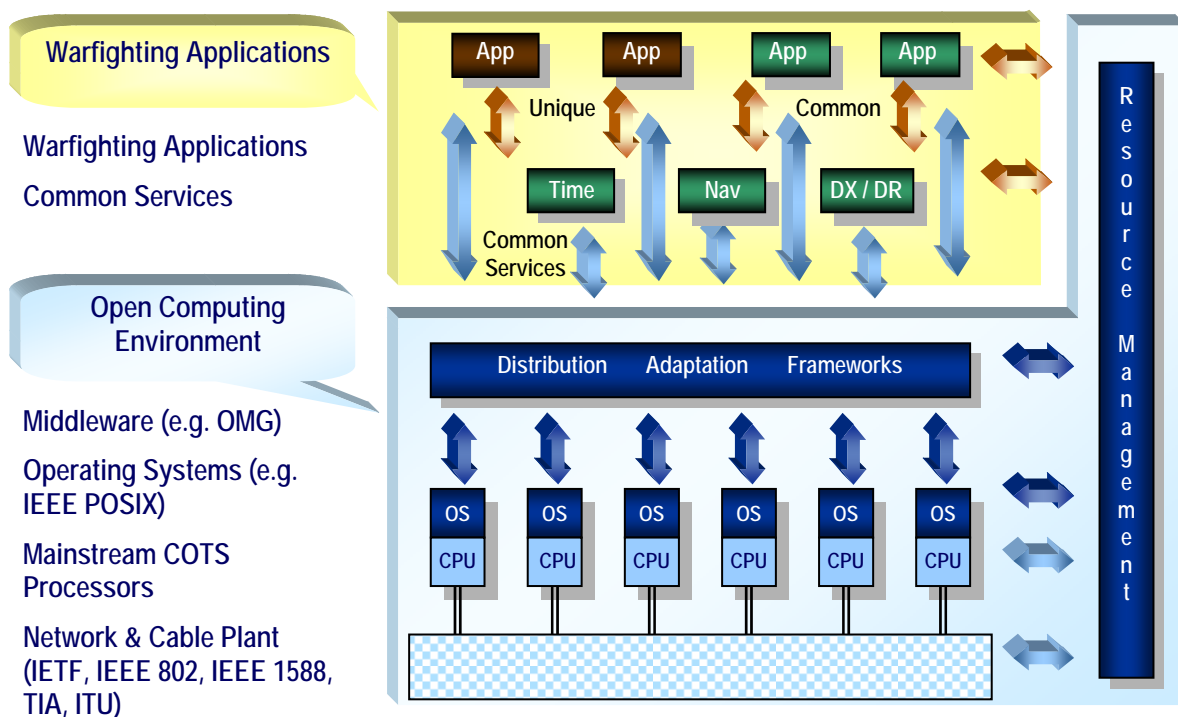 Warfighting Applications
Warfighting Applications
Common Services
Open Computing
Environment
Middleware (e.g. OMG)
Operating Systems (e.g.
IEEE POSIX)
Mainstream COTS
Processors
Network & Cable Plant
(IETF, IEEE 802, IEEE 1588,
TIA, ITU)
App
App
App
App
Unique
Common
Time
Nav
DX / DR
Common
Services
Distribution Adaptation Frameworks
OS
OS
OS
OS
OS
OS
CPU
CPU
CPU
CPU
CPU
CPU
Resource Management